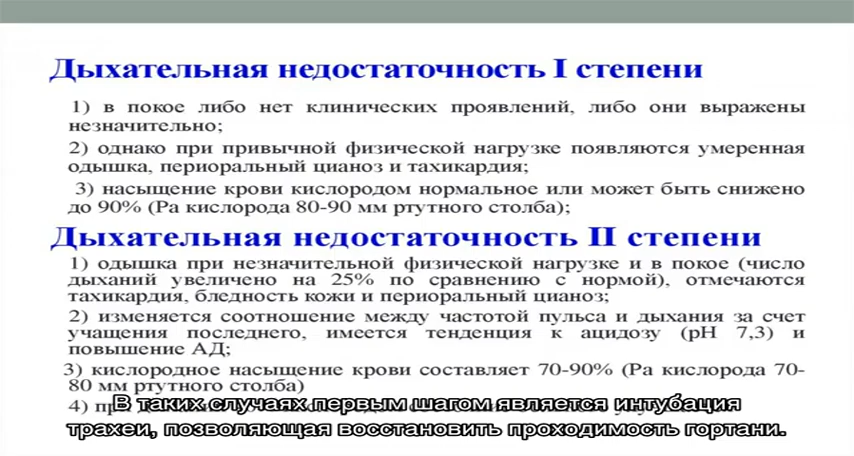 Дыхательная недостаточность I степени
1) в покое либо нет клинических проявлений, либо они выражены
незначительно;
2) однако при привычной физической нагрузке появляются умеренная
одышка, периоральный цианоз и тахикардия;
3) насыщение крови кислородом нормальное или может быть снижено
до 90% (Ра кислорода 80-90 мм ртутного столба);
Дыхательная недостаточность II степени
1) одышка при незначительной физической нагрузке и в покое (число
дыханий увеличено на 25% по сравнению с нормой), отмечаются
тахикардия, бледность кожи и периоральный цианоз;
2) изменяется соотношение между частотой пульса и дыхания за счет
учащения последнего, имеется тенденция к ацидозу (рН 7,3) и
повышение АД;
3) кислородное насыщение крови составляет 70-90% (Ра кислорода 70-
80 мм ртутного столба)
4)
В таких случаях первым шагом является интубация
трахеи, позволяющая восстановить проходимость гортани.